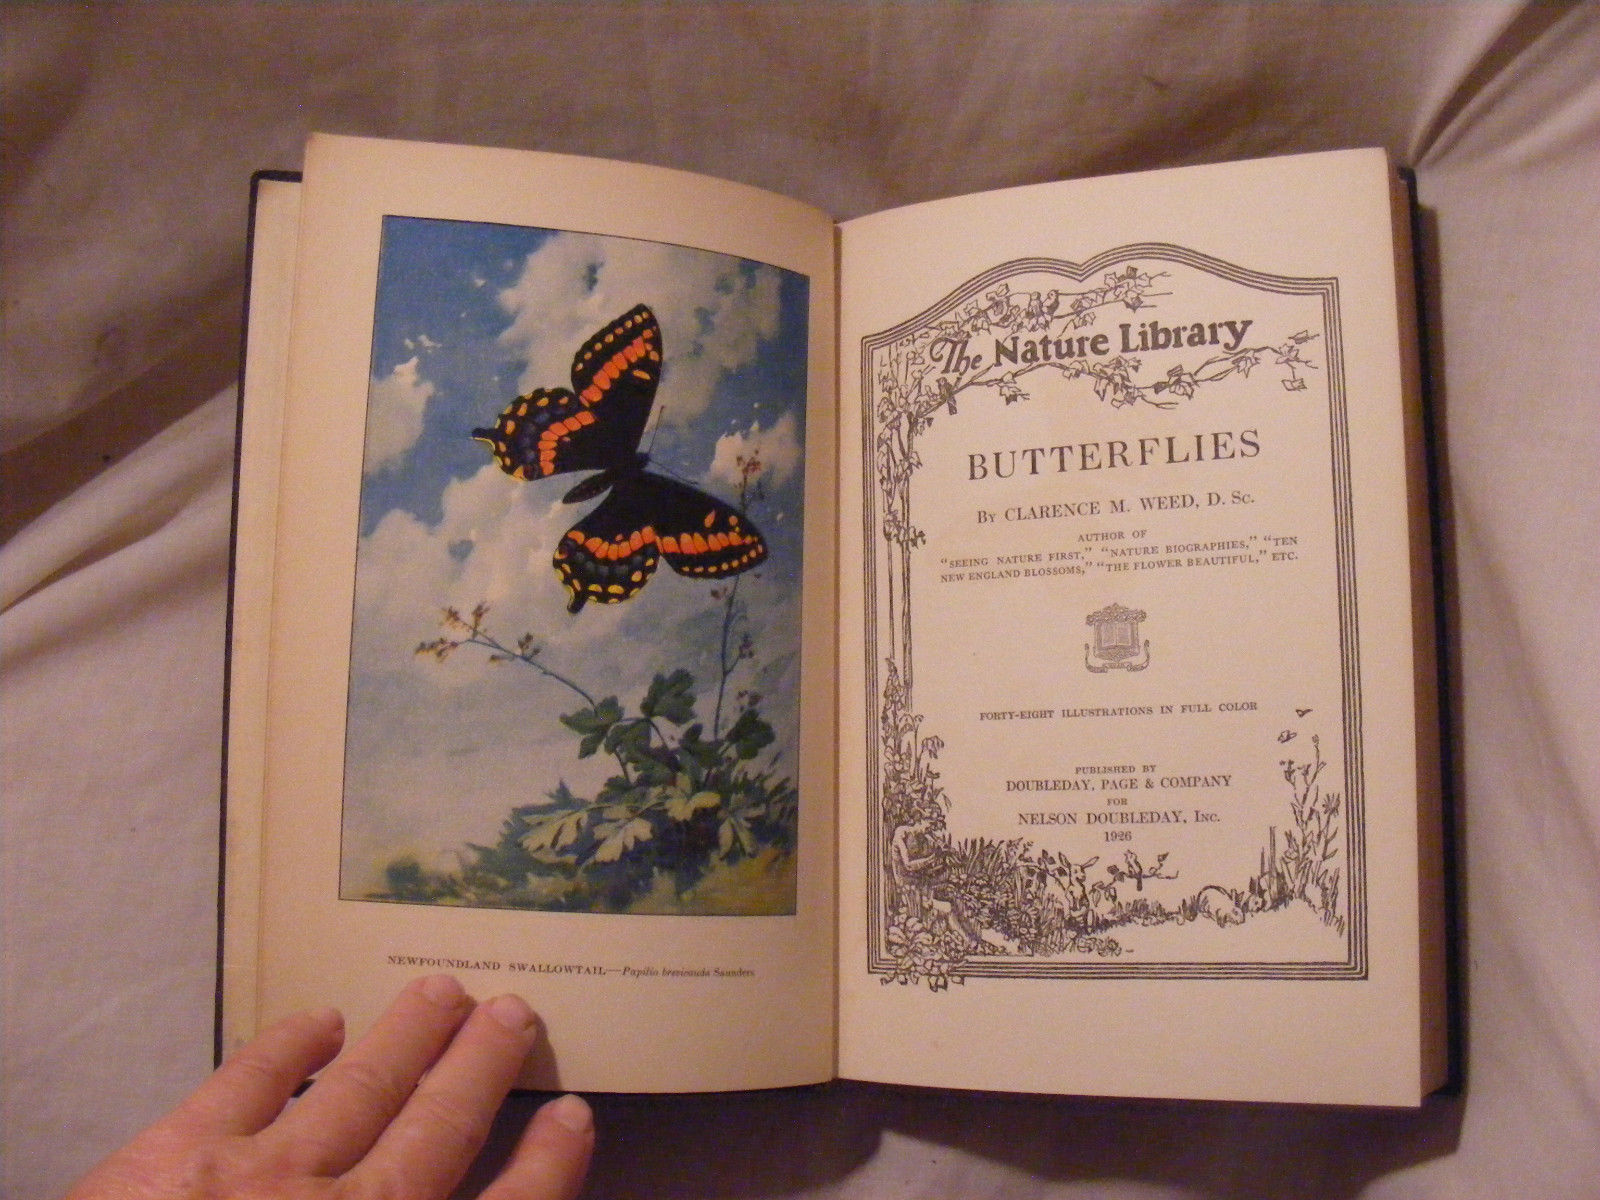 NEWFOUNDLAND SWALLOWTAIL—Papilio brevicauda Saunders
The Nature Library
BUTTERFLIES
By CLARENCE M. WEED, D. Sc.
AUTHOR OF
"SEEING NATURE FIRST," "NATURE BIOGRAPHIES," "TEN
NEW ENGLAND BLOSSOMS," "THE FLOWER BEAUTIFUL," ETC.
FORTY-EIGHT ILLUSTRATIONS IN FULL COLOR
PUBLISHED BY
DOUBLEDAY, PAGE & COMPANY
FOR
NELSON DOUBLEDAY, Inc.
1926